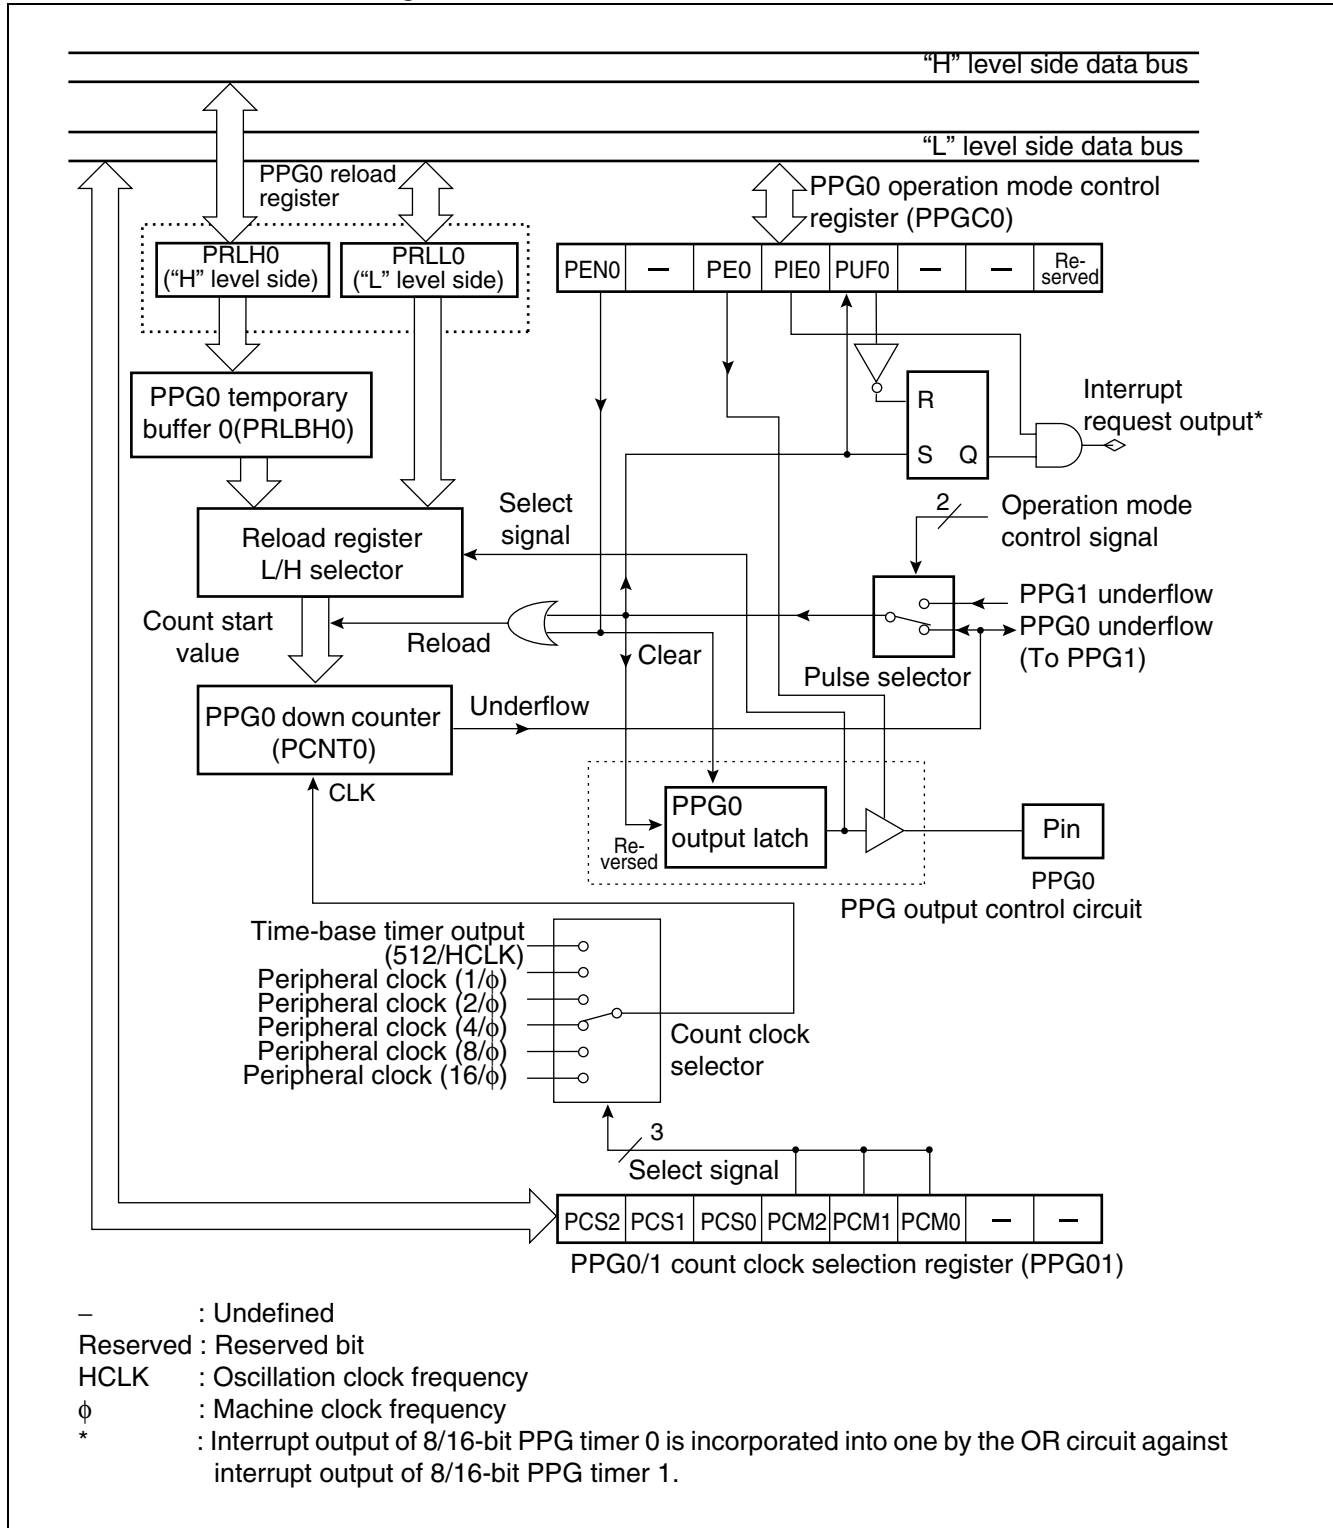 “H” level side data bus
“L” level side data bus
PPG0 reload
register
PPG0 operation mode control
register (PPGC0)
PRLH0
(“H” level side)
PRLL0
(“L” level side)
PEN0 — PE0 PIE0 PUF0 — — Re-
served
PPG0 temporary
buffer 0(PRLBH0)
R
S Q
Interrupt
request output*
Select
signal
2
Operation mode
control signal
Reload register
L/H selector
Count start
value
Reload
Clear
PPG1 underflow
PPG0 underflow
(To PPG1)
Pulse selector
PPG0 down counter
(PCNT0)
Underflow
CLK
PPG0
output latch
Re-
versed
Pin
PPG0
PPG output control circuit
Time-base timer output
(512/HCLK)
Peripheral clock (1/ϕ)
Peripheral clock (2/ϕ)
Peripheral clock (4/ϕ)
Peripheral clock (8/ϕ)
Peripheral clock (16/ϕ)
Count clock
selector
3
Select signal
PCS2 PCS1 PCS0 PCM2 PCM1 PCM0 — —
PPG0/1 count clock selection register (PPG01)
– : Undefined
Reserved : Reserved bit
HCLK : Oscillation clock frequency
ϕ : Machine clock frequency
* : Interrupt output of 8/16-bit PPG timer 0 is incorporated into one by the OR circuit against
interrupt output of 8/16-bit PPG timer 1.